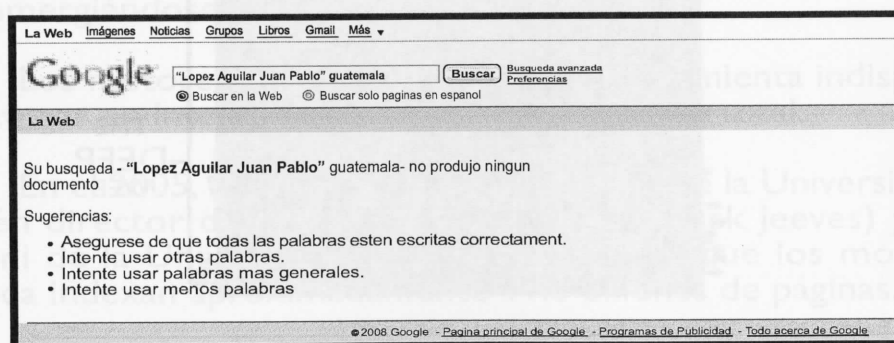 La Web Imágenes Noticias Grupos Libros Gmail Más
Google "Lopez Aguilar Juan Pablo" guatemala Buscar Busqueda avanzada
Preferencias
Buscar en la Web Buscar solo paginas en espanol
La Web
Su busqueda - "Lopez Aguilar Juan Pablo" guatemala- no produjo ningun
documento
Sugerencias:
• Asegurese de que todas las palabras esten escritas correctament.
• Intente usar otras palabras.
• Intente usar palabras mas generales.
• Intente usar menos palabras
©2008 Google - Pagina principal de Google - Programas de Publicidad - Todo acerca de Google